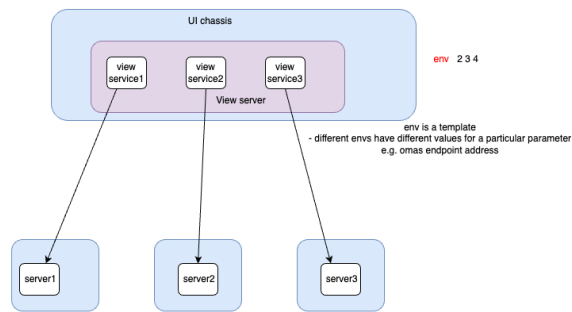 UI chassis
view
service1
view
service2
view
service3
View server
env 2 3 4
env is a template
- different envs have different values for a particular parameter
e.g. omas endpoint address
server1
server2
server3